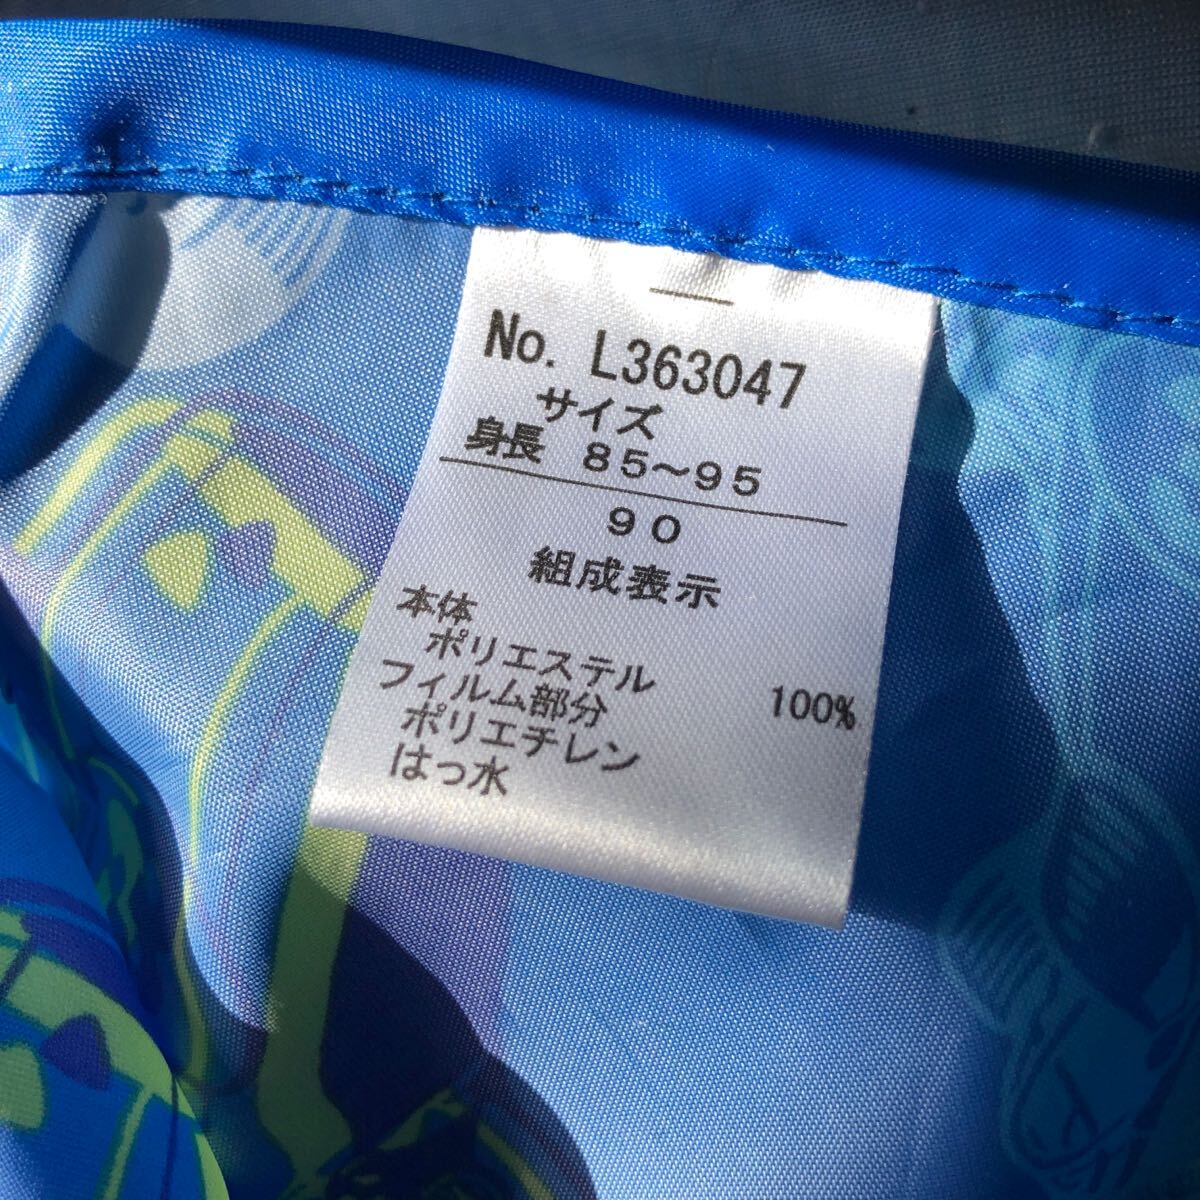 No. L363047
サイズ
身長 85～95
90
組成表示
本体
ポリエステル 100%
フィルム部分
ポリエチレン
はっ水